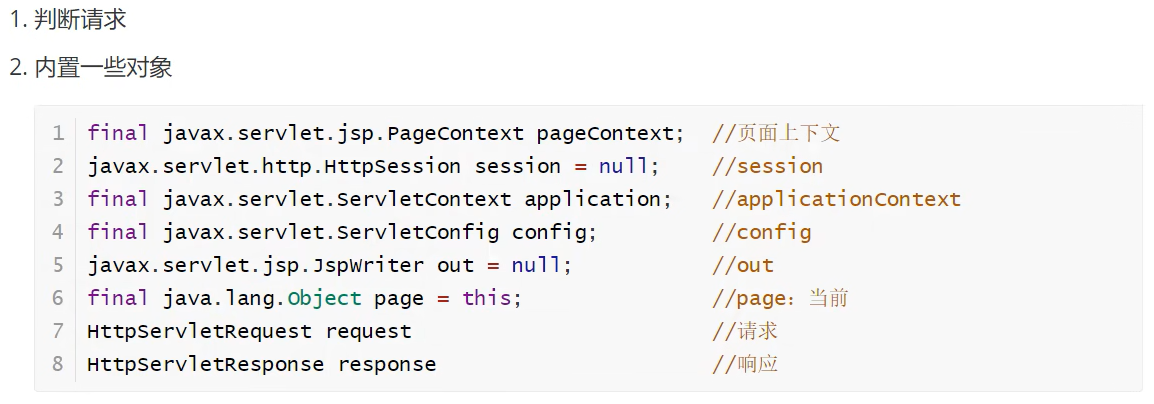 1. 判断请求
2. 内置一些对象
1 final javax.servlet.jsp.PageContext pageContext; //页面上下文
2 javax.servlet.http.HttpSession session = null; //session
3 final javax.servlet.ServletContext application; //applicationContext
4 final javax.servlet.ServletConfig config; //config
5 javax.servlet.jsp.JspWriter out = null; //out
6 final java.lang.Object page = this; //page：当前
7 HttpServletRequest request //请求
8 HttpServletResponse response //响应